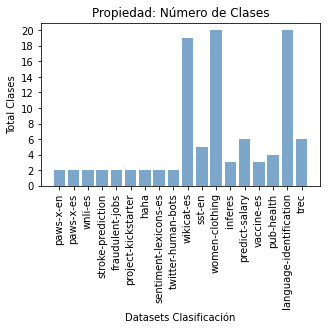 Propiedad: Número de Clases
Total Clases
20
18
16
14
12
10
8
6
4
2
0
paws-x-en
paws-x-es
wnli-es
stroke-prediction
fraudulent-jobs
project-kickstarter
haha
sentiment-lexicons-es
twitter-human-bots
wikicat-es
sst-en
women-clothing
inferes
predict-salary
vaccine-es
pub-health
language-identification
trec
Datasets Clasificación